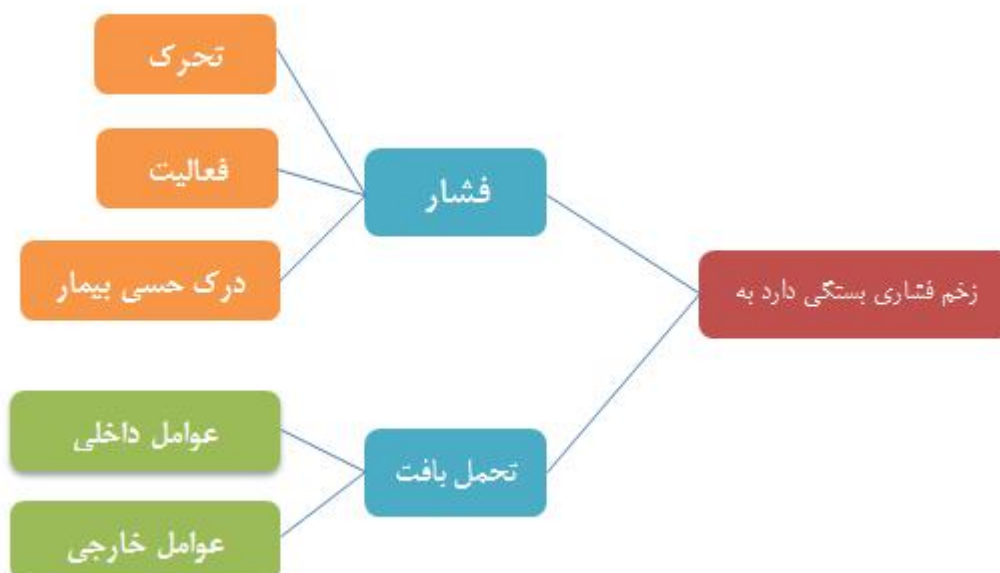 زخم فشاری بستگی دارد به
فشار
تحرک
فعالیت
درک حسی بیمار
تحمل بافت
عوامل داخلی
عوامل خارجی